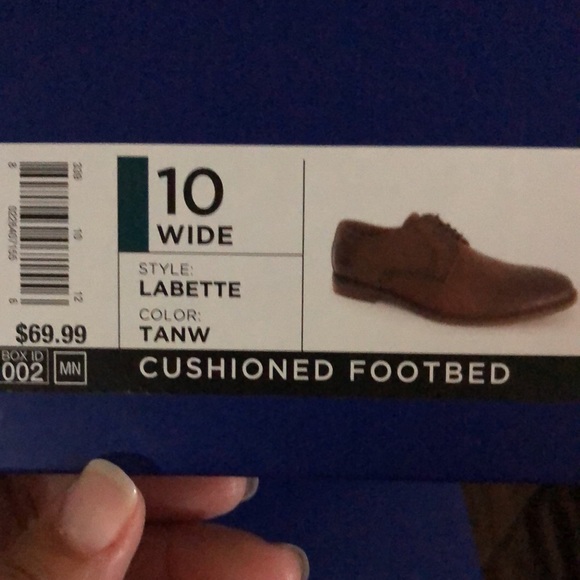 10
WIDE
STYLE:
LABETTE
COLOR:
TANW
$69.99
BOX ID
002
MN
CUSHIONED FOOTBED